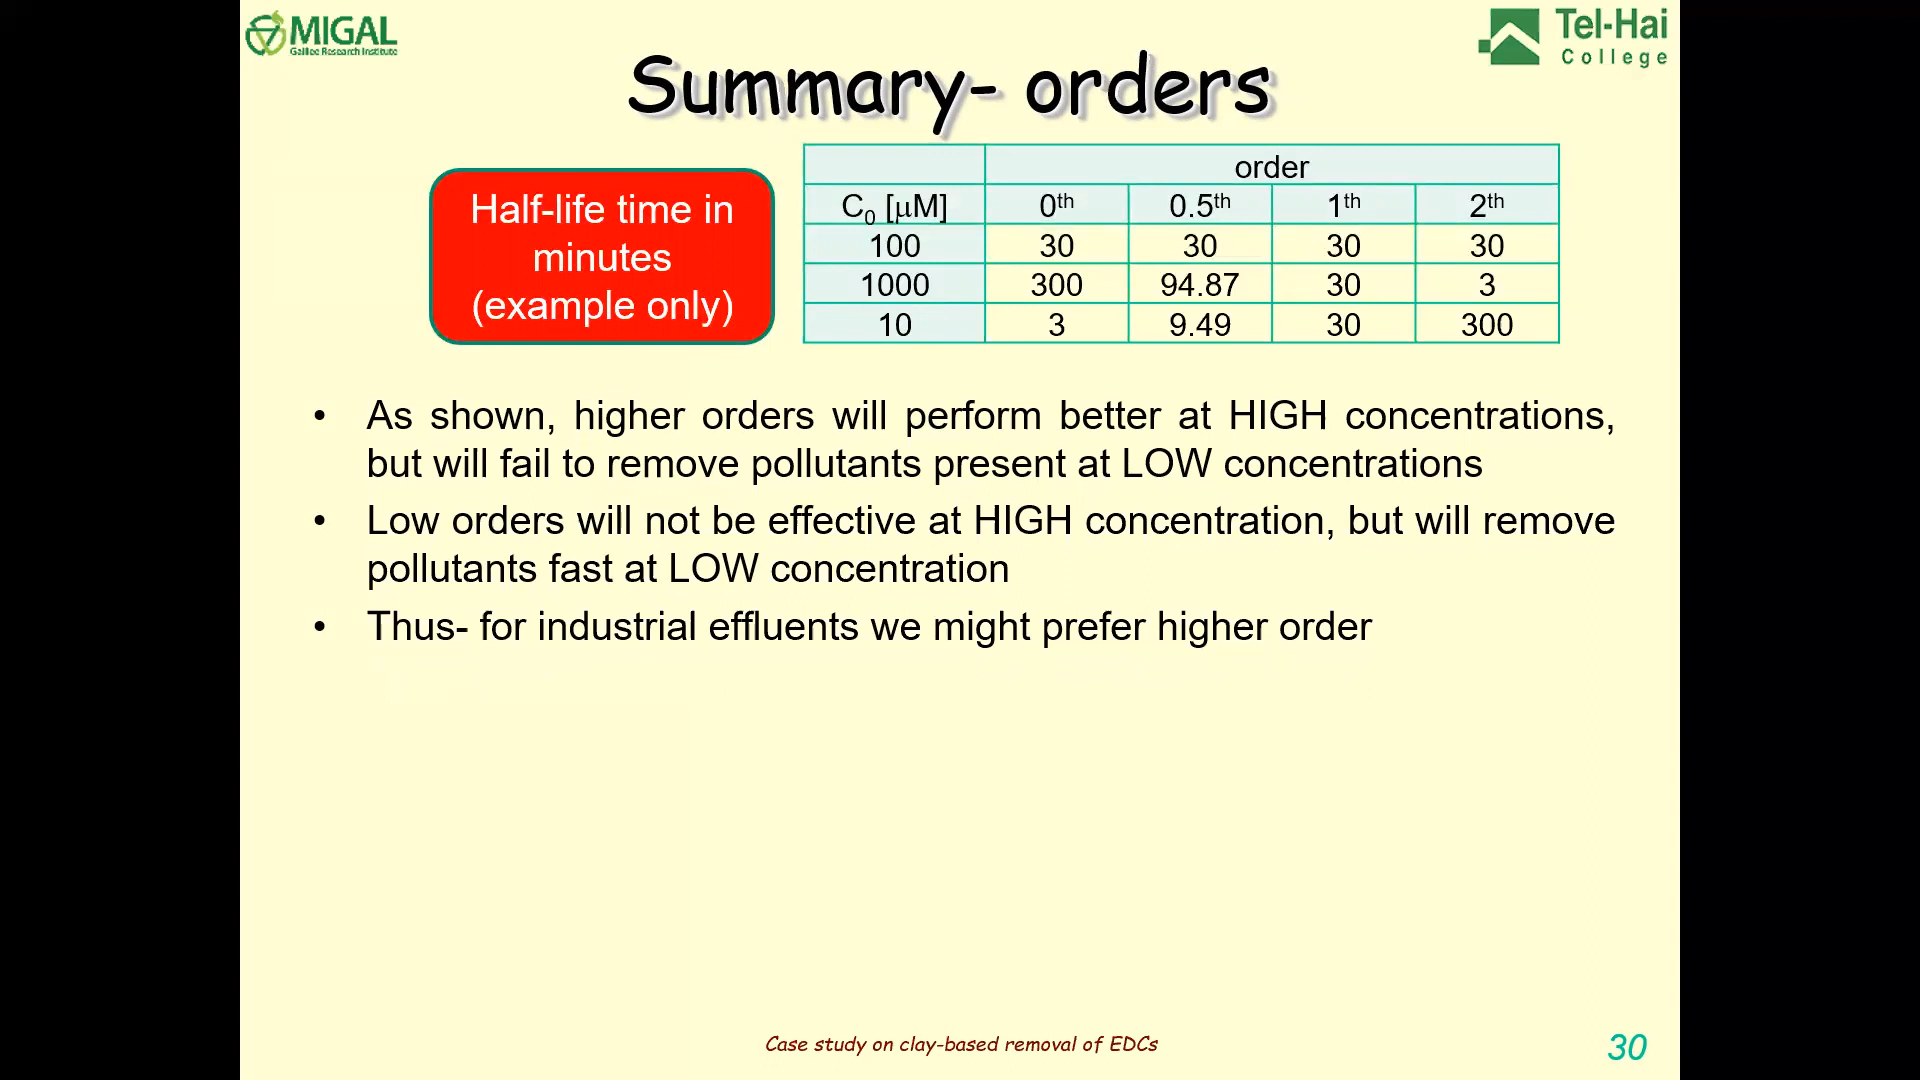 MIGAL
Galilee Research Institute
Tel-Hai
College
Summary- orders
Half-life time in
minutes
(example only)
order
C₀ [µM] 0ᵗʰ 0.5ᵗʰ 1ᵗʰ 2ᵗʰ
100 30 30 30 30
1000 300 94.87 30 3
10 3 9.49 30 300
• As shown, higher orders will perform better at HIGH concentrations,
but will fail to remove pollutants present at LOW concentrations
• Low orders will not be effective at HIGH concentration, but will remove
pollutants fast at LOW concentration
• Thus- for industrial effluents we might prefer higher order
Case study on clay-based removal of EDCs
30